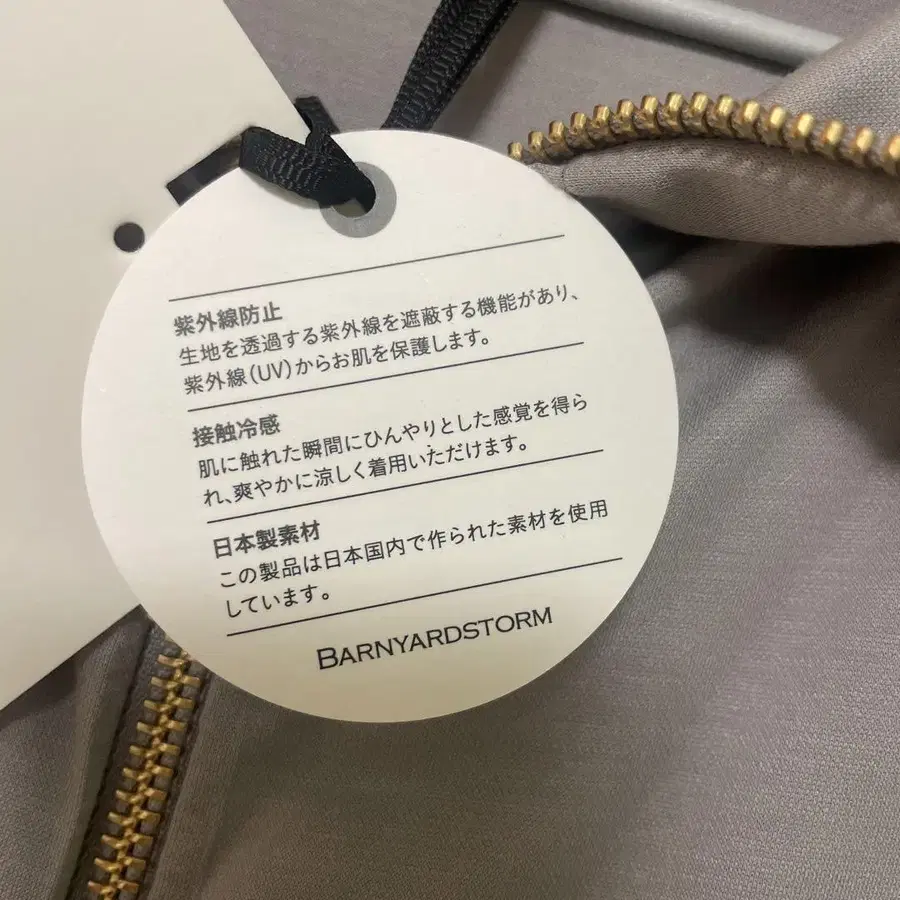 紫外線防止
生地を透過する紫外線を遮蔽する機能があり、
紫外線(UV)からお肌を保護します。
接触冷感
肌に触れた瞬間にひんやりとした感覚を得ら
れ、爽やかに涼しく着用いただけます。
日本製素材
この製品は日本国内で作られた素材を使用
しています。
BARNYARDSTORM